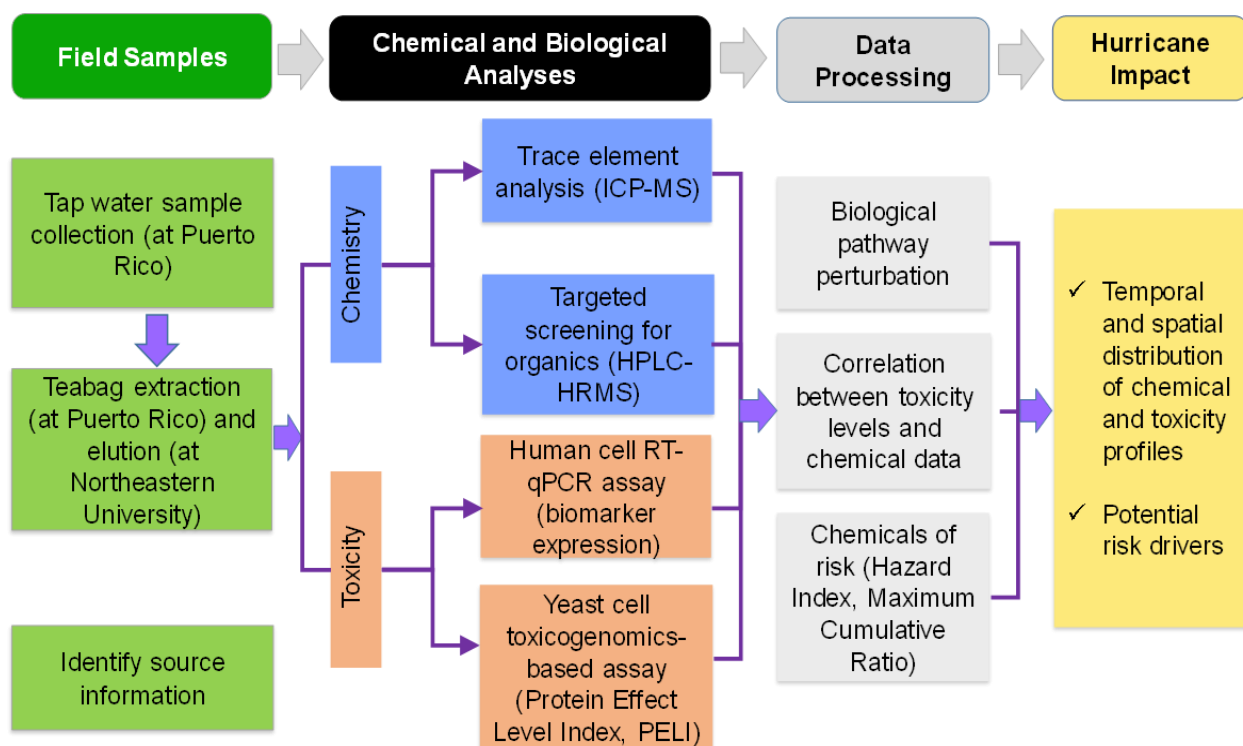 Field Samples
Chemical and Biological
Analyses
Data
Processing
Hurricane
Impact
Tap water sample
collection (at Puerto
Rico)
Teabag extraction
(at Puerto Rico) and
elution (at
Northeastern
University)
Identify source
information
Chemistry
Toxicity
Trace element
analysis (ICP-MS)
Targeted
screening for
organics (HPLC-
HRMS)
Human cell RT-
qPCR assay
(biomarker
expression)
Yeast cell
toxicogenomics-
based assay
(Protein Effect
Level Index, PELI)
Biological
pathway
perturbation
Correlation
between toxicity
levels and
chemical data
Chemicals of
risk (Hazard
Index, Maximum
Cumulative
Ratio)
✓ Temporal
and spatial
distribution
of chemical
and toxicity
profiles
✓ Potential
risk drivers